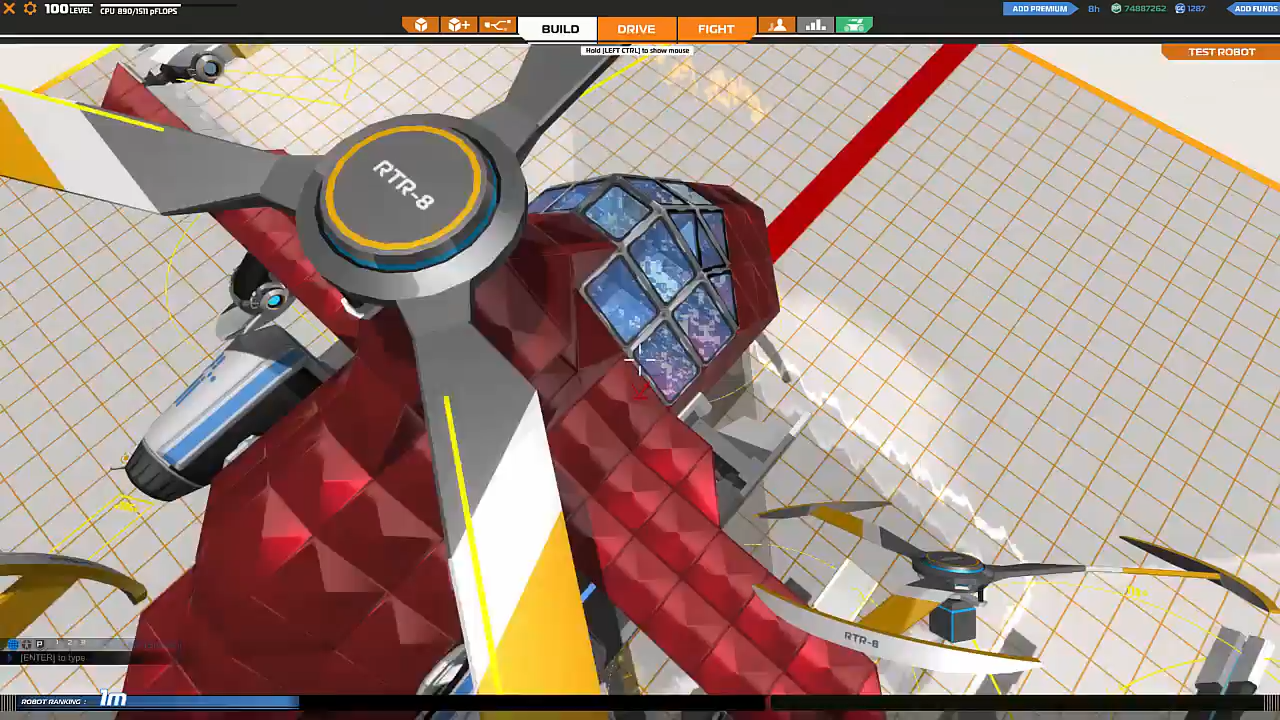 100 LEVEL
CPU 890/1511 pFLOPS
BUILD
DRIVE
FIGHT
ADD PREMIUM
8h
74887262
1287
ADD FUNDS
Hold [LEFT CTRL] to show mouse
TEST ROBOT
RTR-8
RTR-8
[ENTER] to type
ROBOT RANKING : 1m